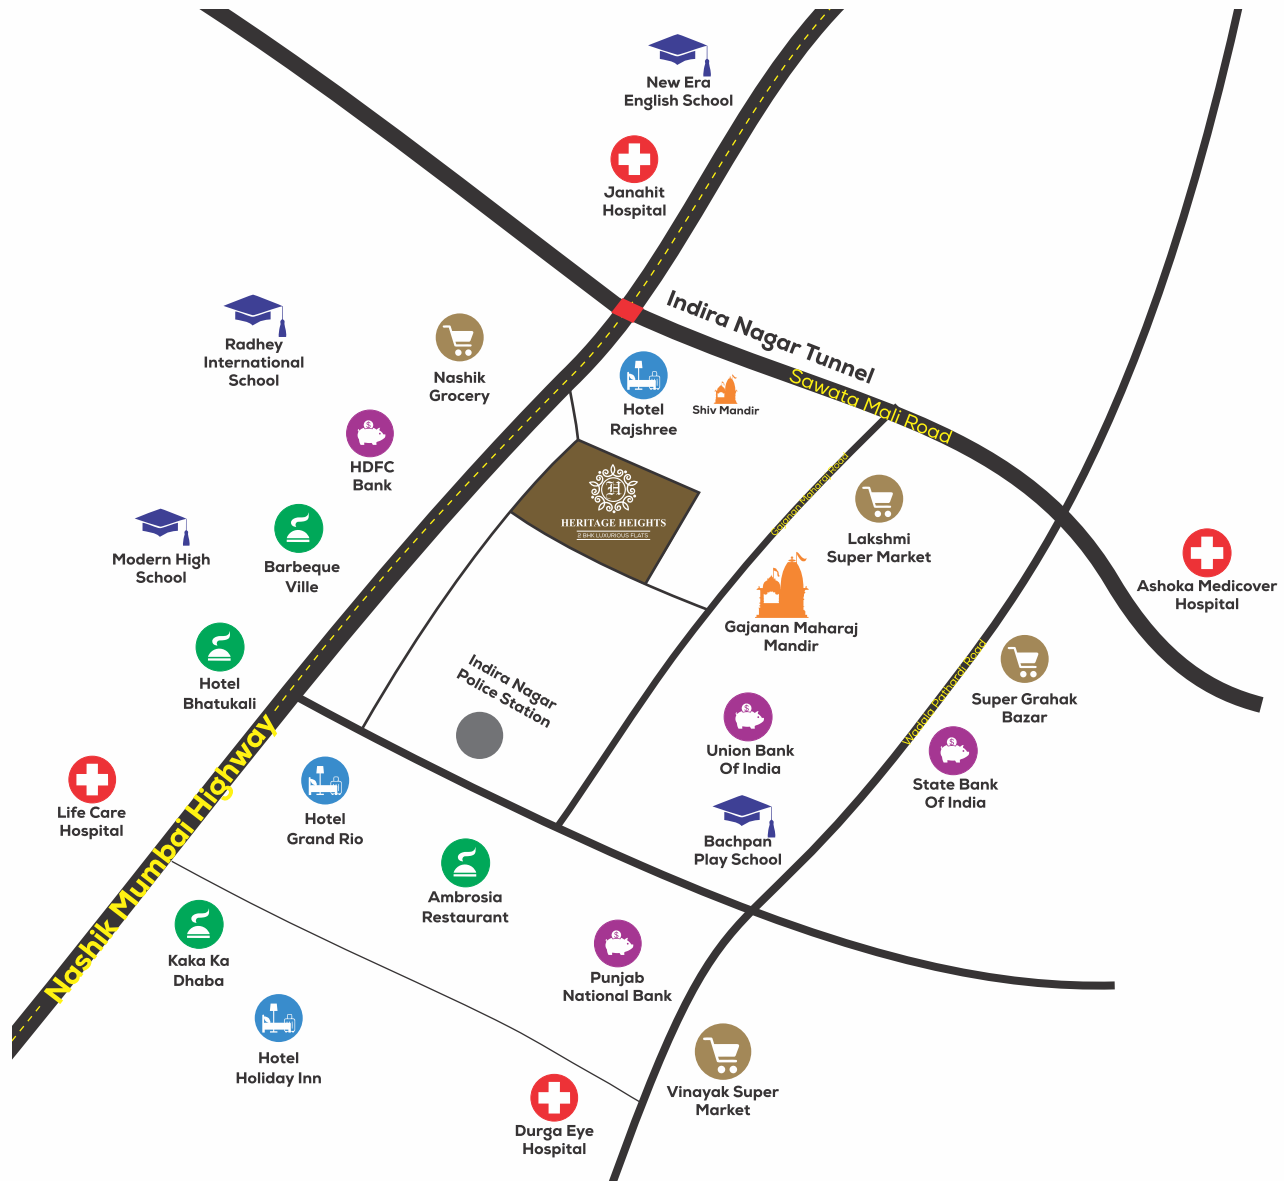 New Era
English School
Janahit
Hospital
Indira Nagar Tunnel
Sawata Mali Road
Radhey
International
School
Nashik
Grocery
Hotel
Rajshree
Shiv Mandir
HDFC
Bank
Gajanan Maharaj Road
H
HERITAGE HEIGHTS
2 BHK LUXURIOUS FLATS
Lakshmi
Super Market
Modern High
School
Barbeque
Ville
Ashoka Medicover
Hospital
Gajanan Maharaj
Mandir
Hotel
Bhatukali
Indira Nagar
Police Station
Wadala Pathardi Road
Super Grahak
Bazar
Union Bank
Of India
State Bank
Of India
Nashik Mumbai Highway
Life Care
Hospital
Hotel
Grand Rio
Bachpan
Play School
Ambrosia
Restaurant
Kaka Ka
Dhaba
Punjab
National Bank
Hotel
Holiday Inn
Vinayak Super
Market
Durga Eye
Hospital